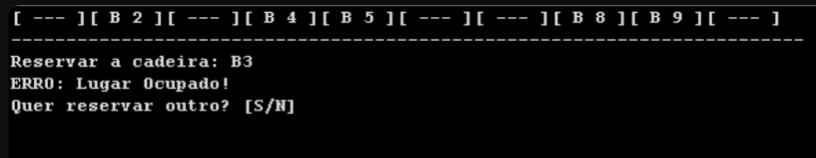 [ --- ][ B 2 ][ --- ][ B 4 ][ B 5 ][ --- ][ --- ][ B 8 ][ B 9 ][ --- ]
------------------------------------------------------------------------
Reservar a cadeira: B3
ERRO: Lugar Ocupado!
Quer reservar outro? [S/N]